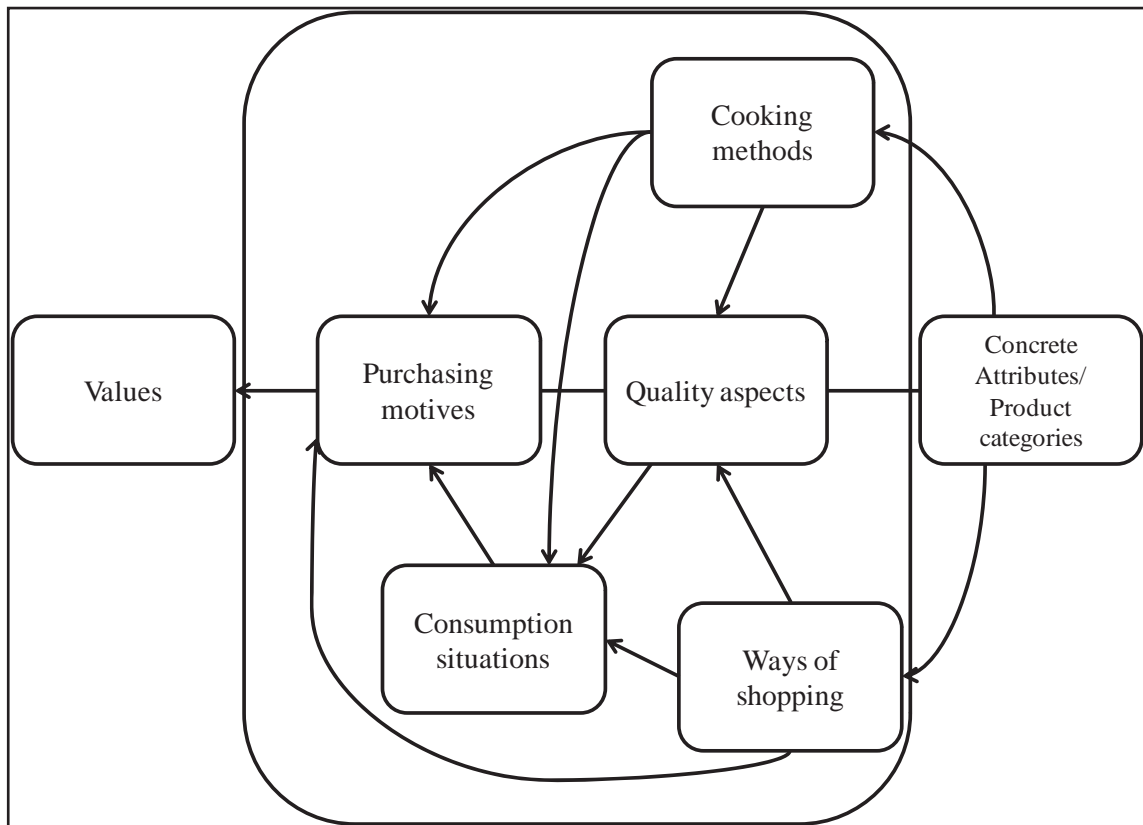 Cooking
methods
Values
Purchasing
motives
Quality aspects
Concrete
Attributes/
Product
categories
Consumption
situations
Ways of
shopping